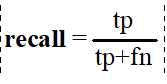 recall = tp
tp+fn